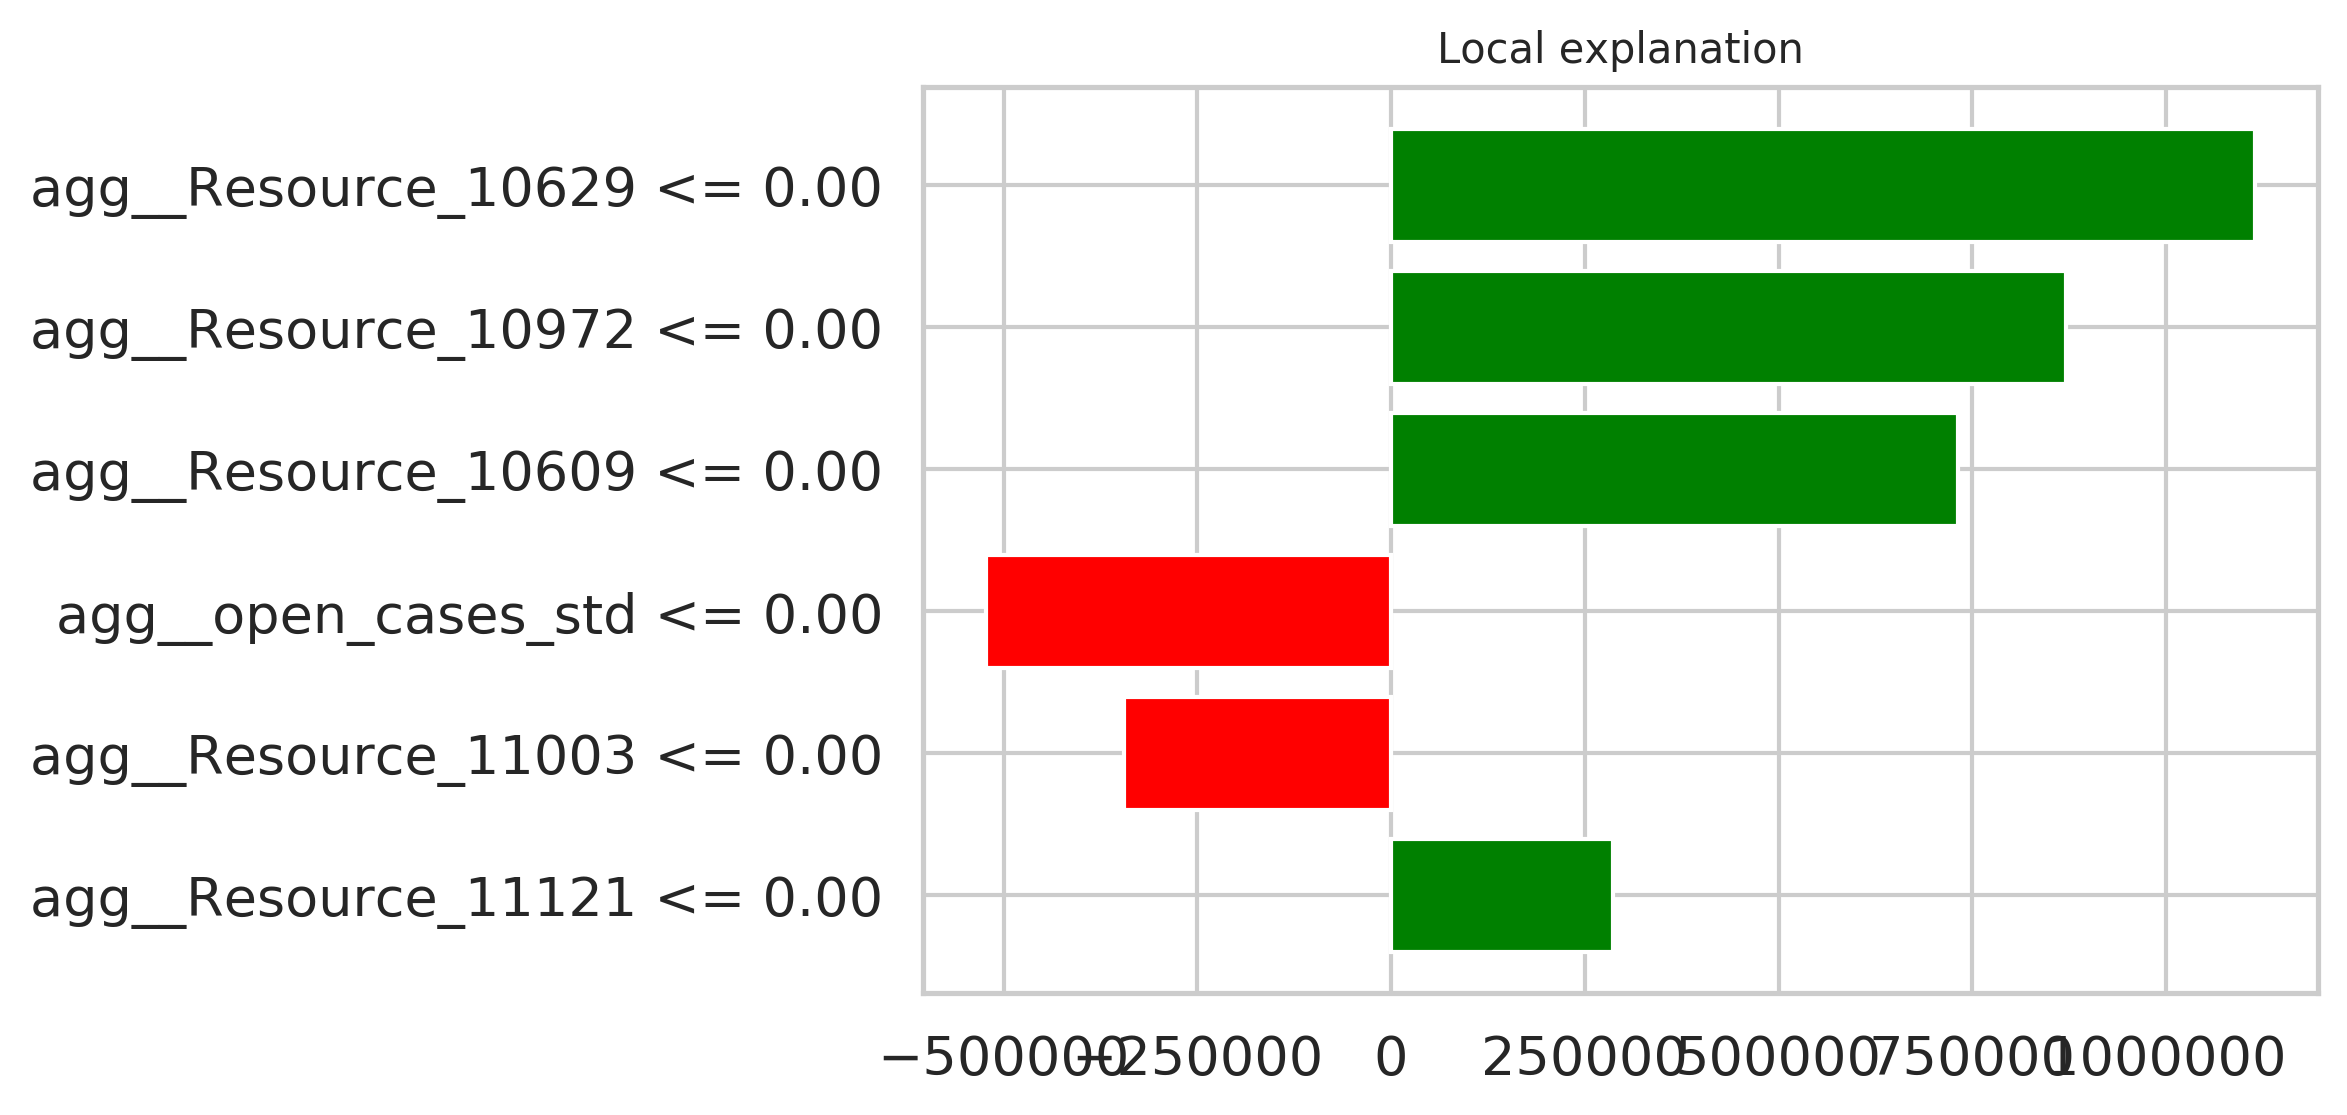 Local explanation
agg__Resource_10629 <= 0.00
agg__Resource_10972 <= 0.00
agg__Resource_10609 <= 0.00
agg__open_cases_std <= 0.00
agg__Resource_11003 <= 0.00
agg__Resource_11121 <= 0.00
−500000 −250000 0 250000 500000 750000 1000000